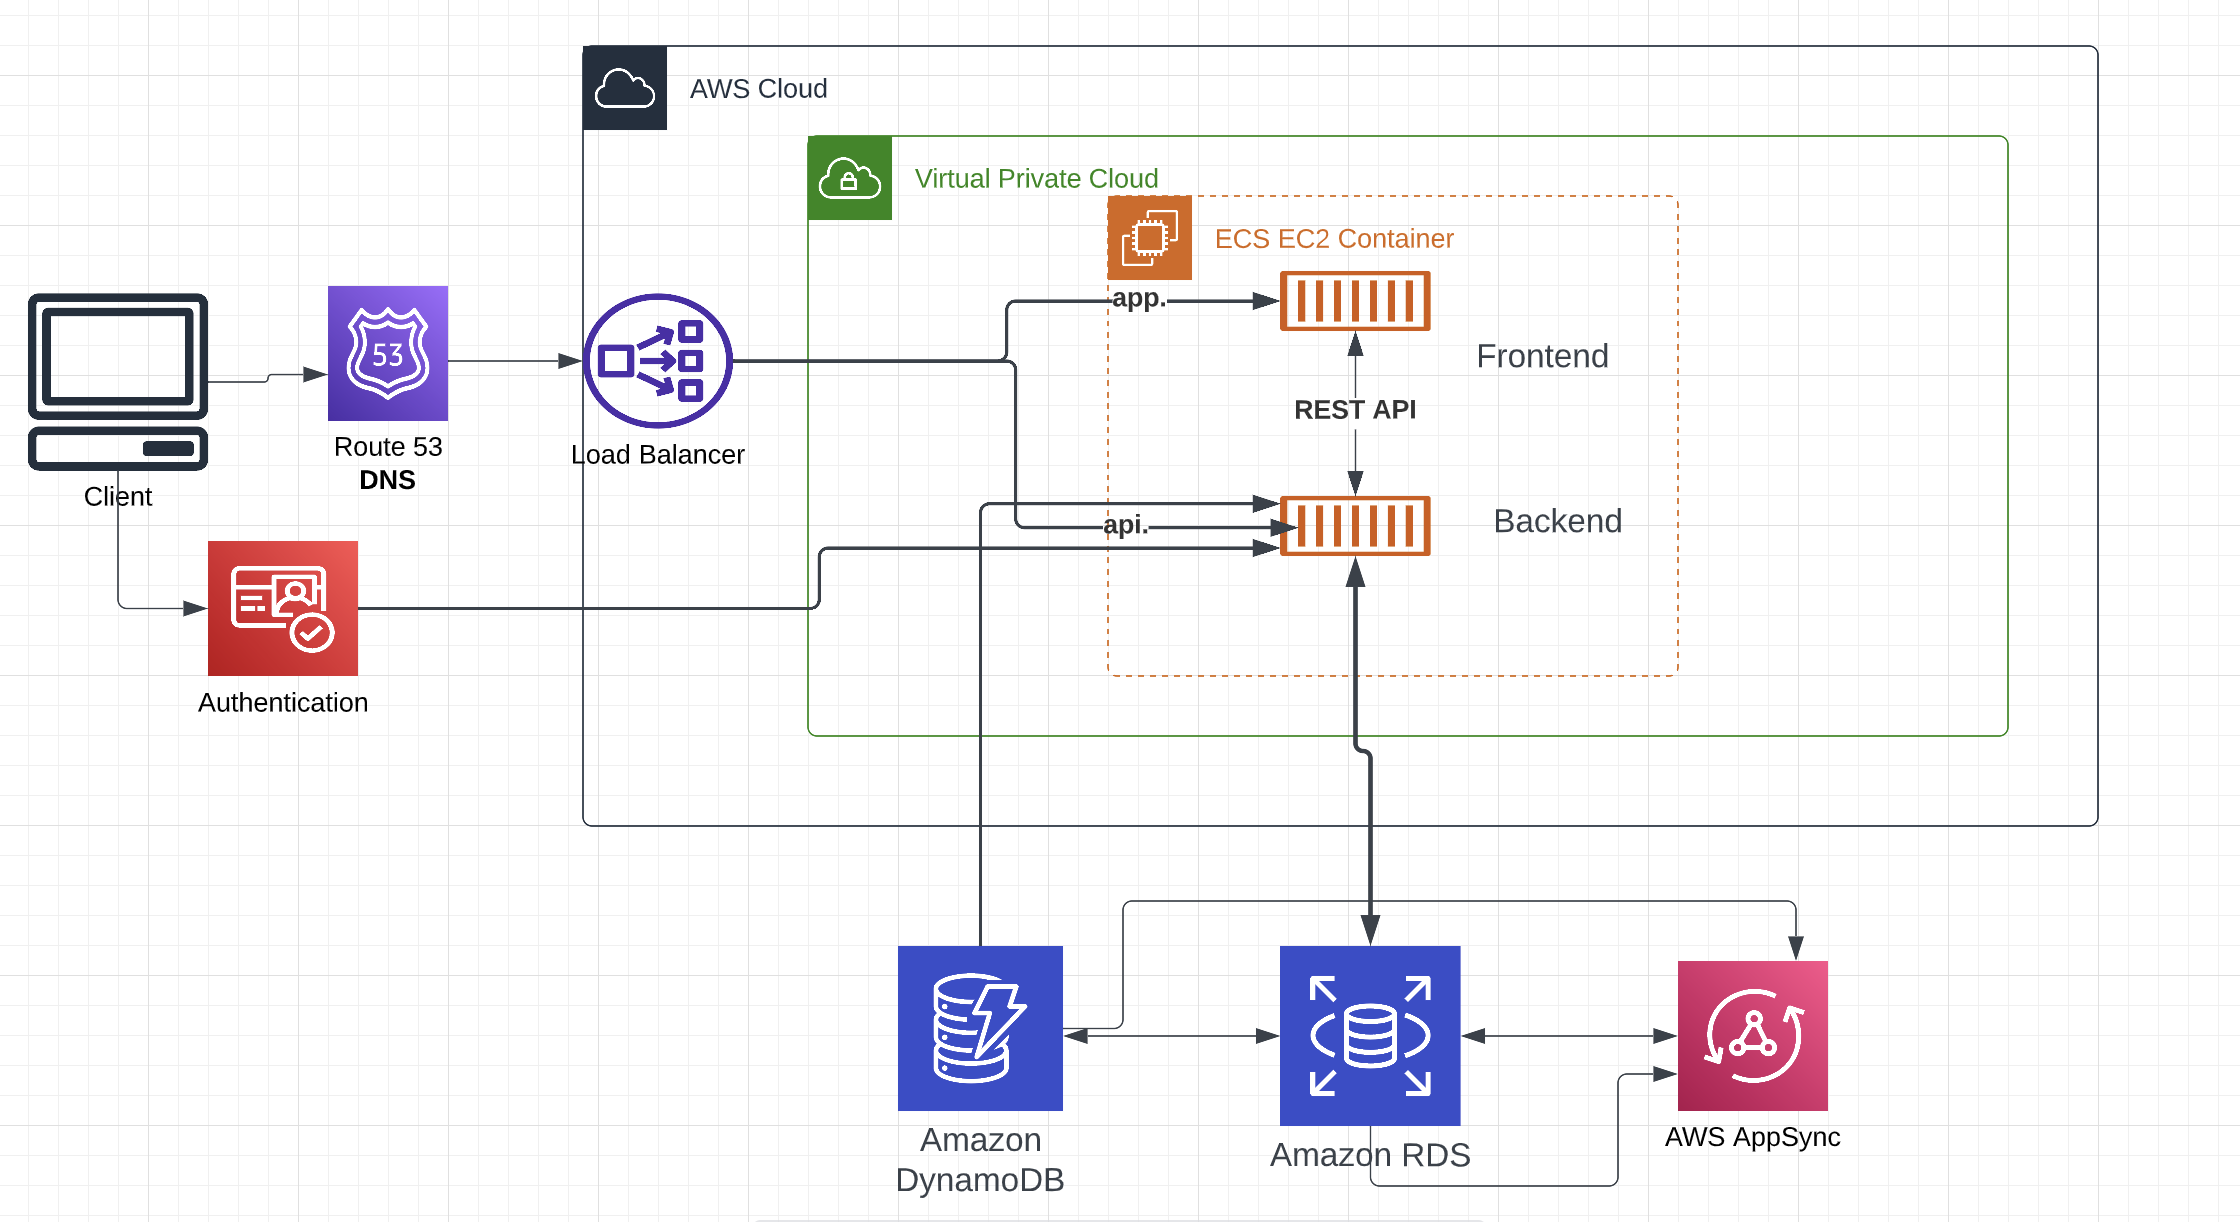 AWS Cloud
Virtual Private Cloud
ECS EC2 Container
app.
53
Frontend
Route 53
DNS
Load Balancer
REST API
Client
api.
Backend
Authentication
Amazon
DynamoDB
Amazon RDS
AWS AppSync